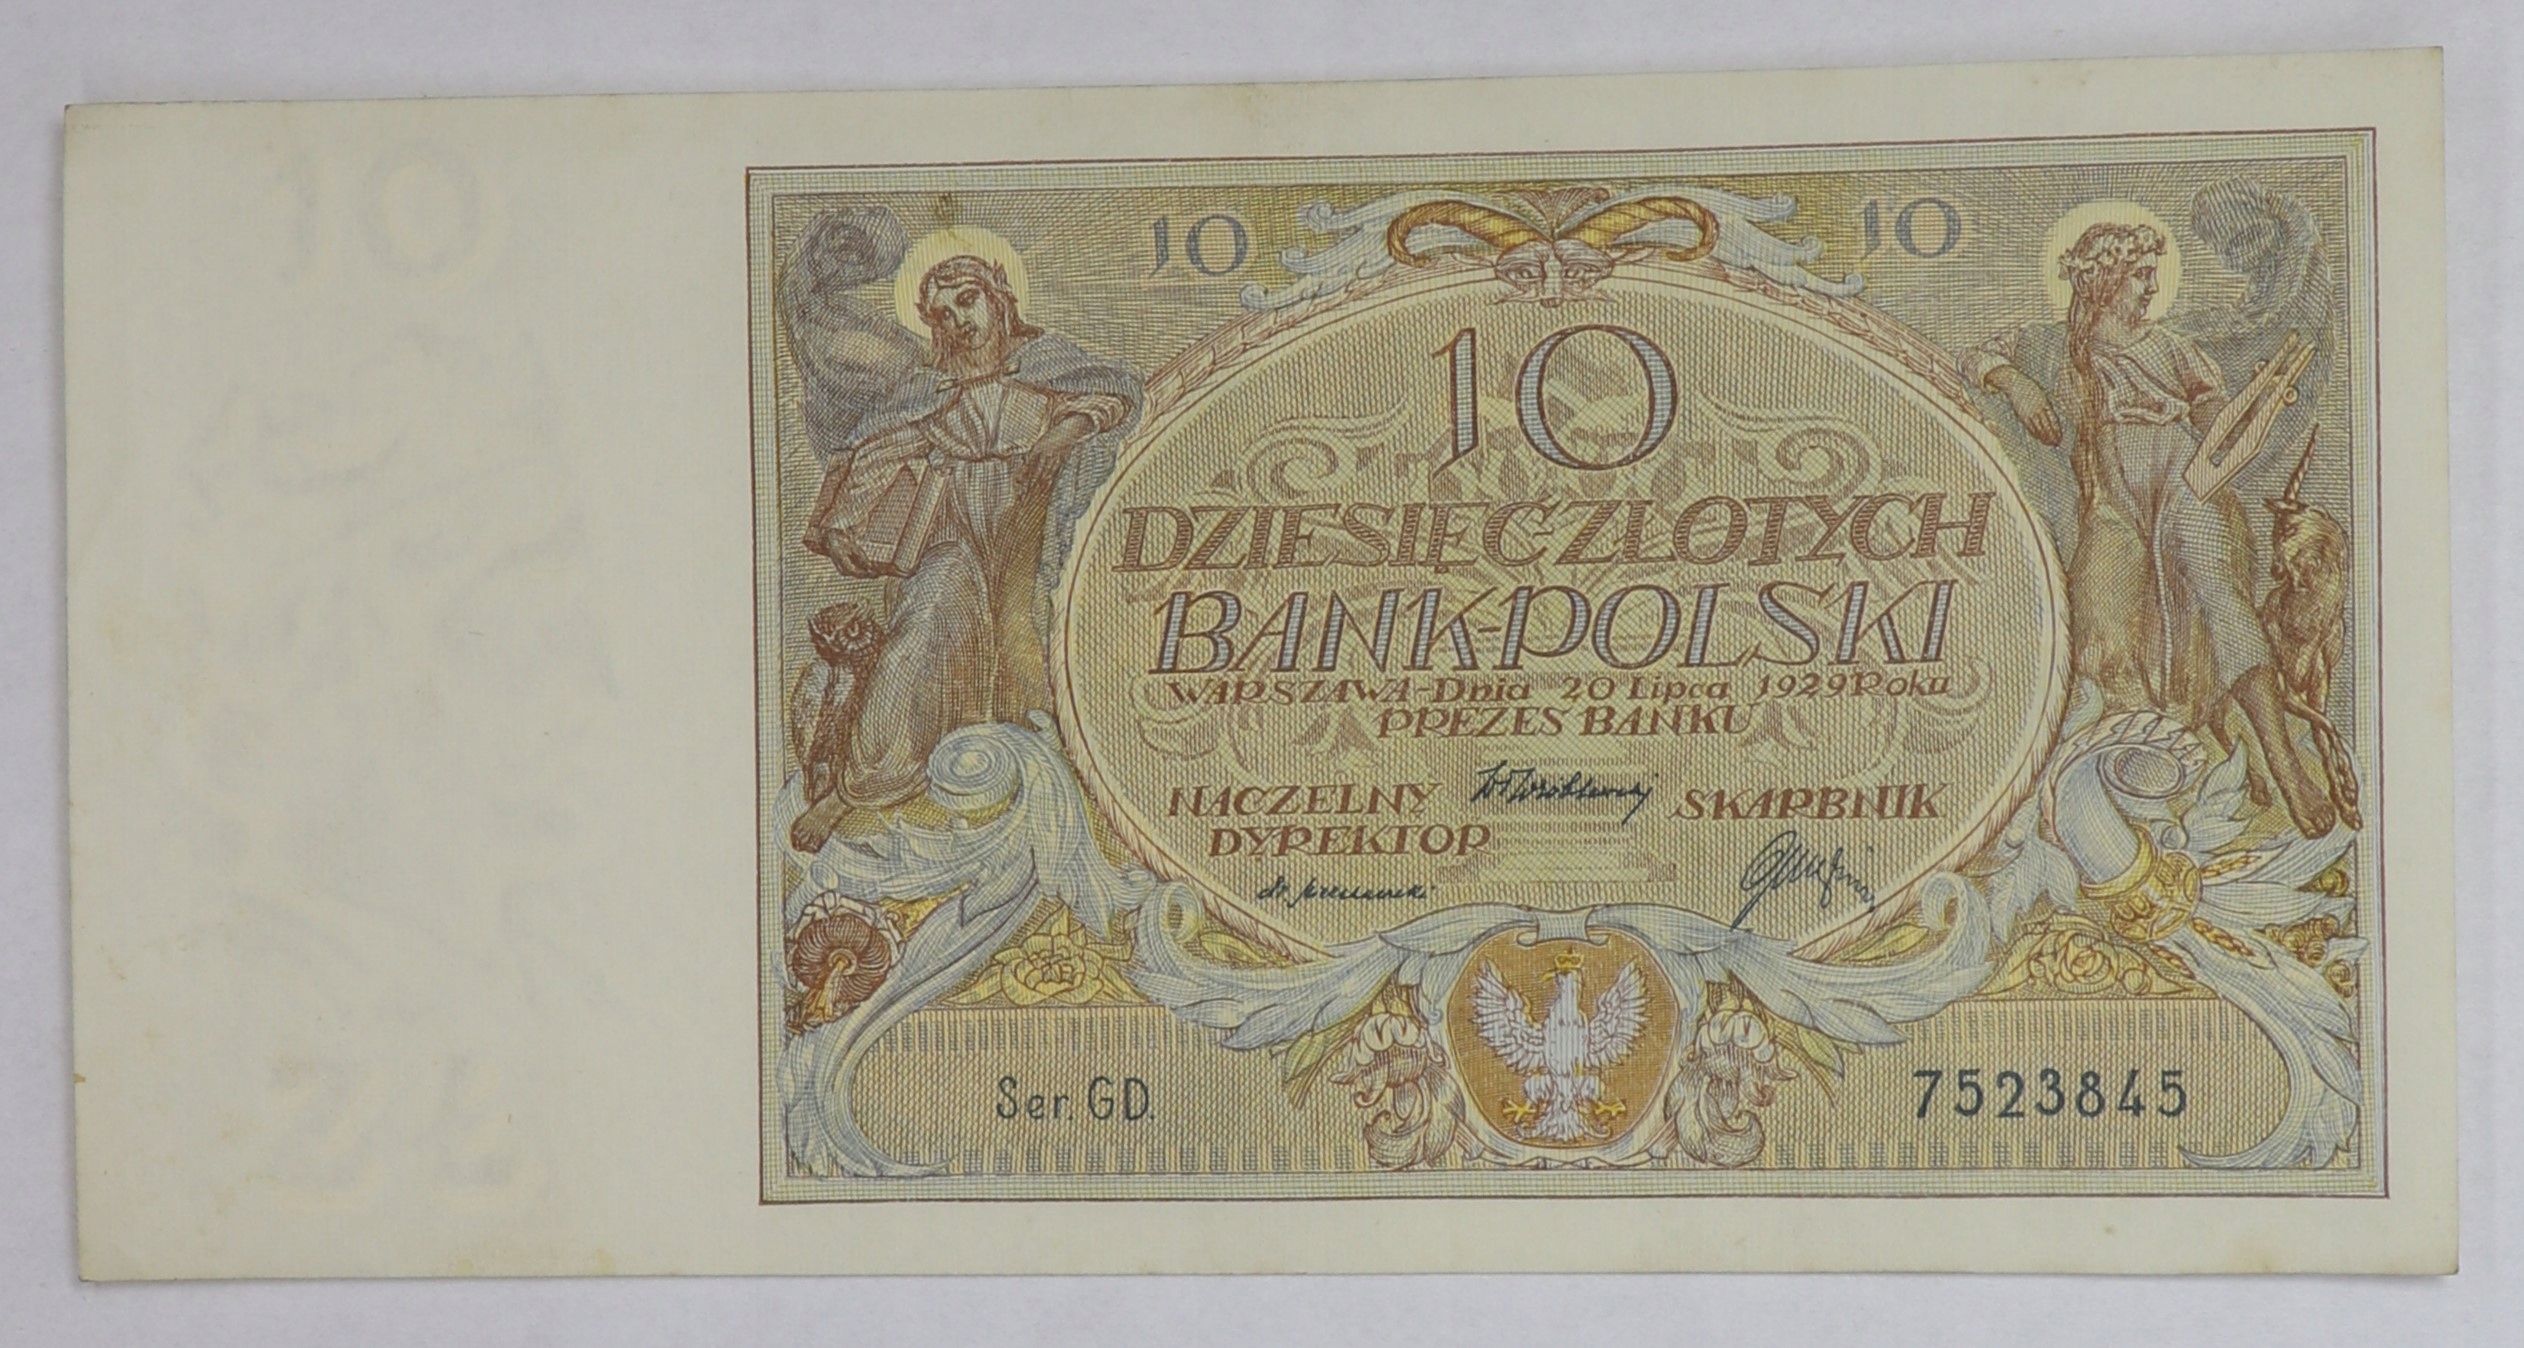 10 10
10
DZIESIĘĆ-ZŁOTYCH
BANK-POLSKI
WARSZAWA-Dnia 20 Lipca 1929 Roku
PREZES BANKU
NACZELNY SKARBNIK
DYREKTOR
Ser. GD. 7523845